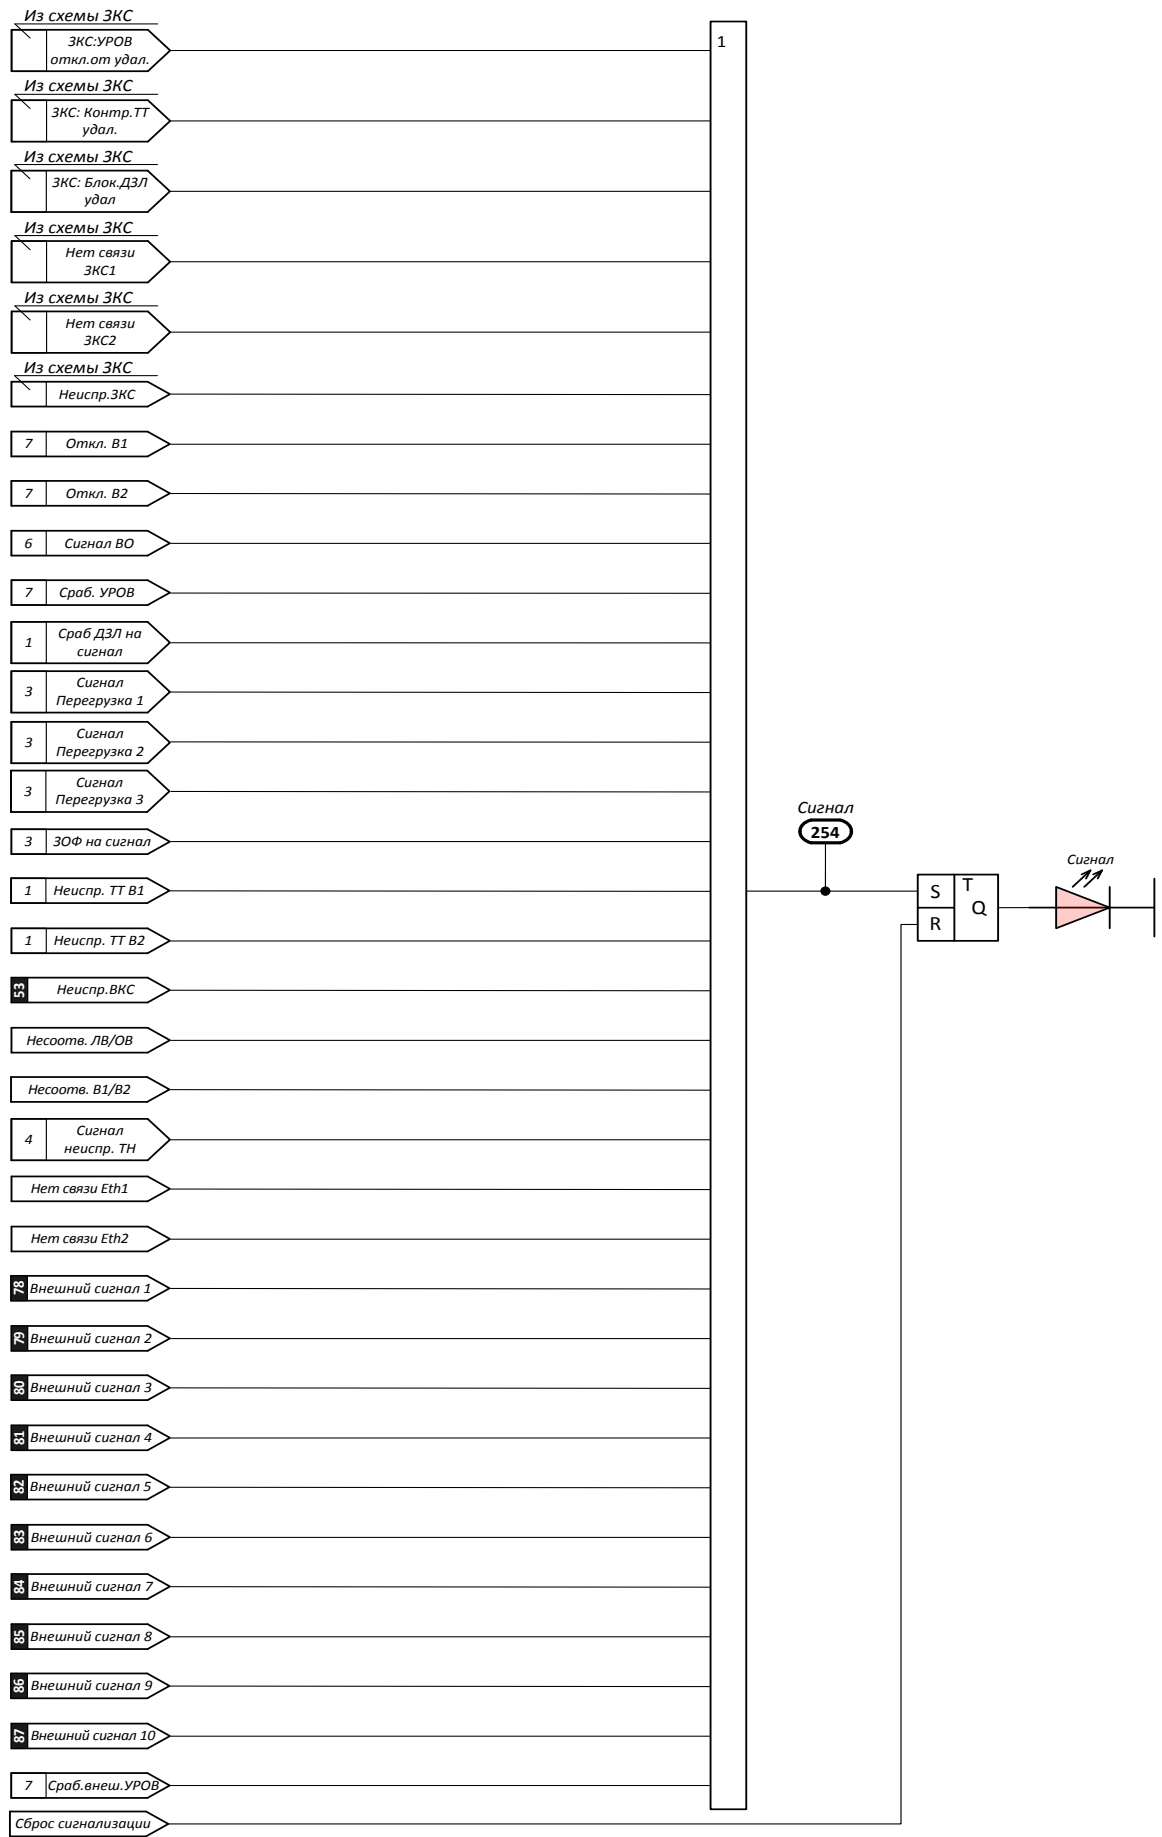 Из схемы ЗКС
ЗКС:УРОВ
откл.от удал.
1
Из схемы ЗКС
ЗКС: Контр.ТТ
удал.
Из схемы ЗКС
ЗКС: Блок.ДЗЛ
удал
Из схемы ЗКС
Нет связи
ЗКС1
Из схемы ЗКС
Нет связи
ЗКС2
Из схемы ЗКС
Неиспр.ЗКС
7 Откл. В1
7 Откл. В2
6 Сигнал ВО
7 Сраб. УРОВ
1 Сраб ДЗЛ на
сигнал
3 Сигнал
Перегрузка 1
3 Сигнал
Перегрузка 2
3 Сигнал
Перегрузка 3
Сигнал
254
3 ЗОФ на сигнал
Сигнал
1 Неиспр. ТТ В1
S T
Q
R
1 Неиспр. ТТ В2
53 Неиспр.ВКС
Несоотв. ЛВ/ОВ
Несоотв. В1/В2
4 Сигнал
неиспр. ТН
Нет связи Eth1
Нет связи Eth2
78 Внешний сигнал 1
79 Внешний сигнал 2
80 Внешний сигнал 3
81 Внешний сигнал 4
82 Внешний сигнал 5
83 Внешний сигнал 6
84 Внешний сигнал 7
85 Внешний сигнал 8
86 Внешний сигнал 9
87 Внешний сигнал 10
7 Сраб.внеш.УРОВ
Сброс сигнализации